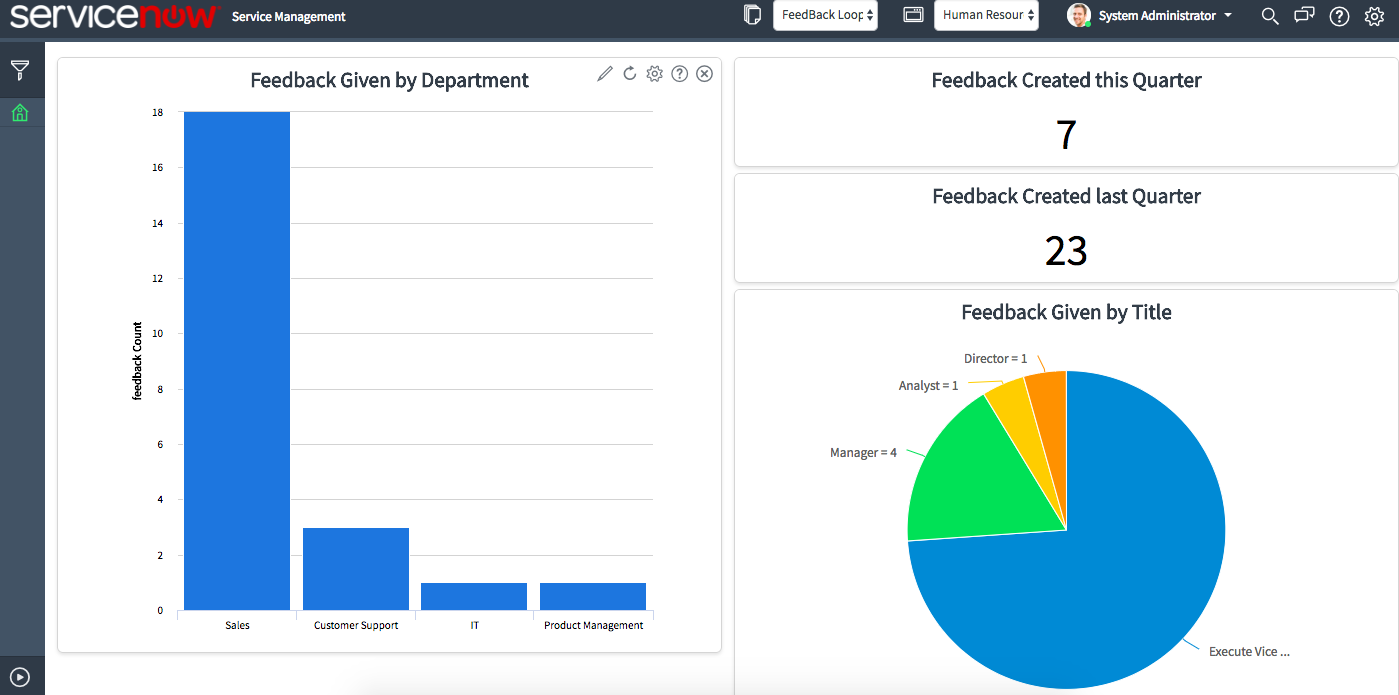 servicenow Service Management FeedBack Loop Human Resour System Administrator
Feedback Given by Department
18
16
14
12
10
8
6
4
2
0
feedback Count
Sales Customer Support IT Product Management
Feedback Created this Quarter
7
Feedback Created last Quarter
23
Feedback Given by Title
Director = 1
Analyst = 1
Manager = 4
Execute Vice ...